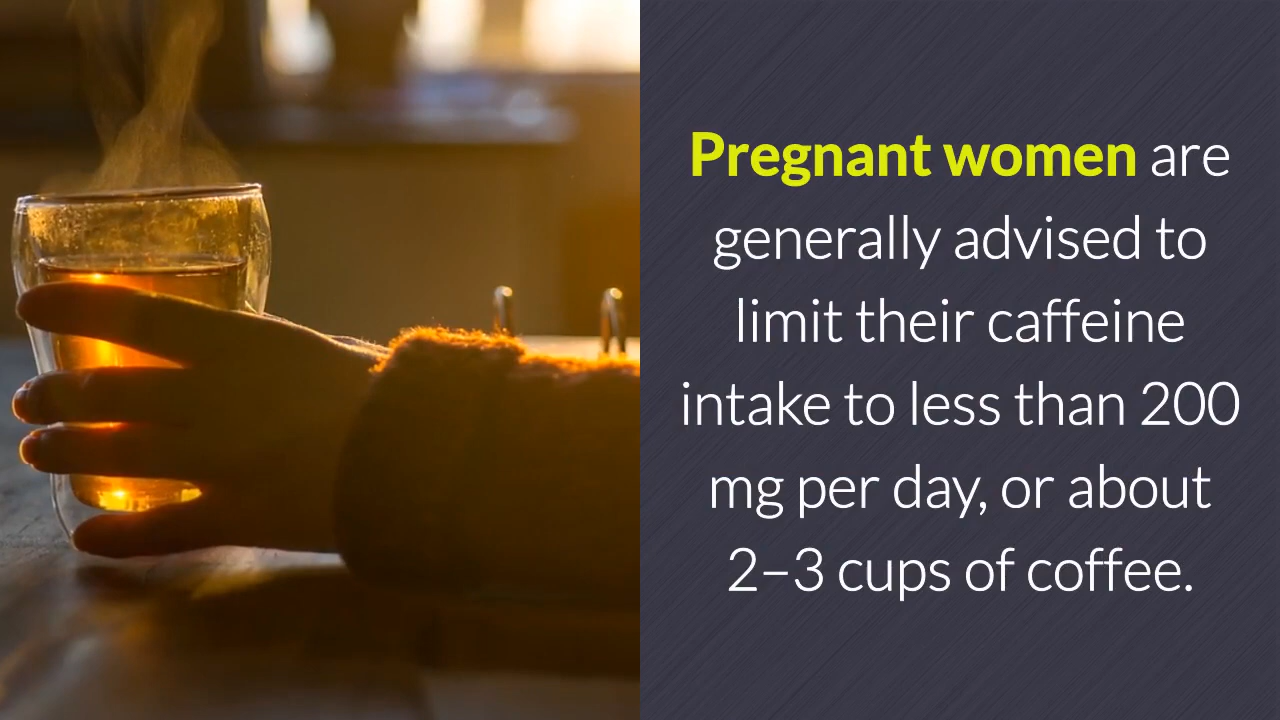 Pregnant women are
generally advised to
limit their caffeine
intake to less than 200
mg per day, or about
2–3 cups of coffee.